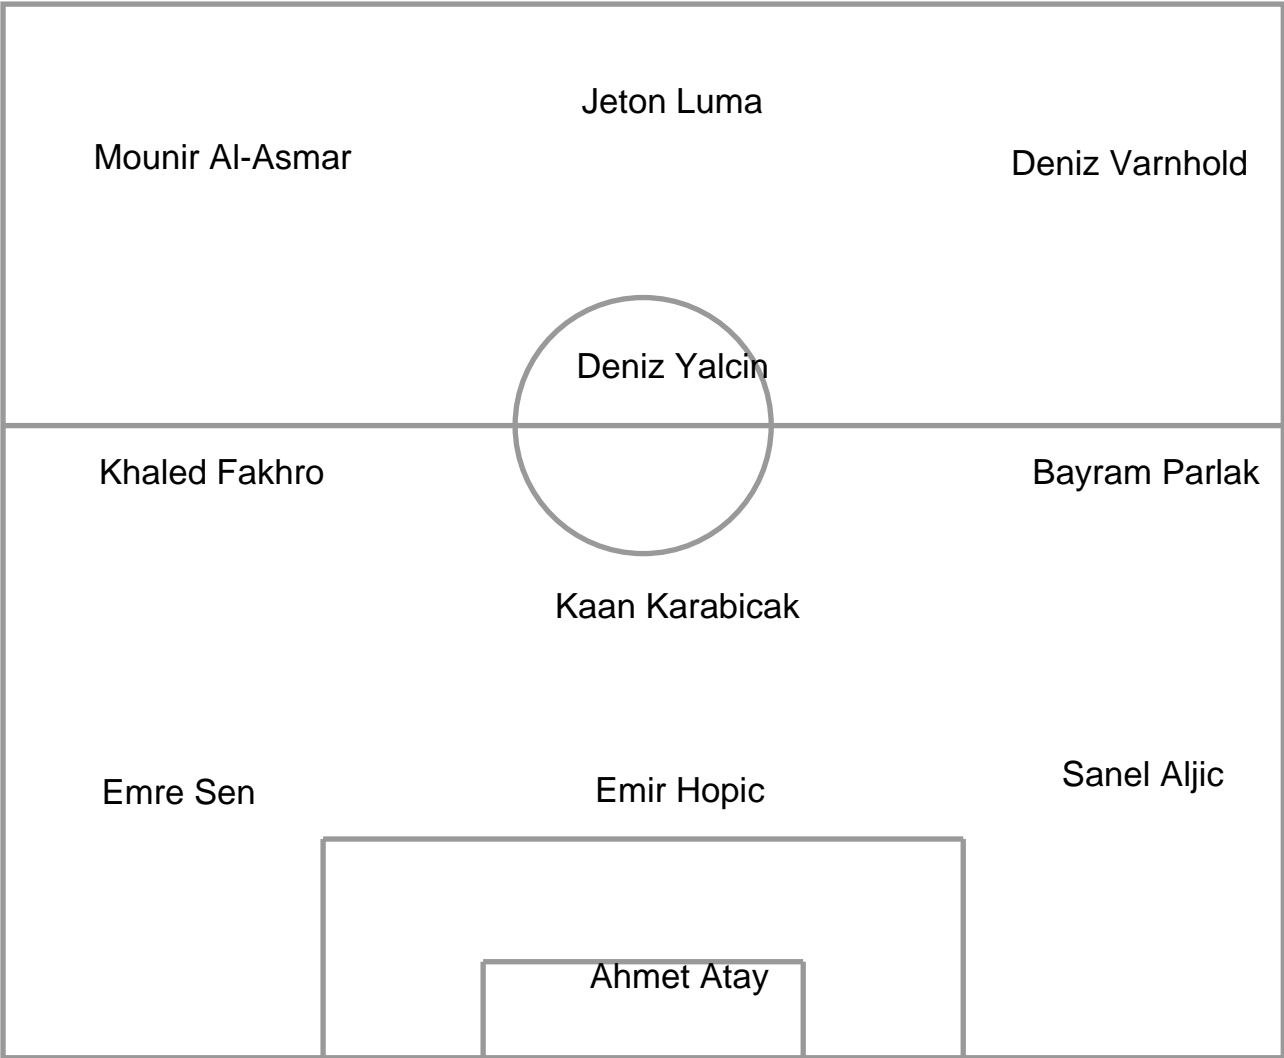 Jeton Luma
Mounir Al-Asmar
Deniz Varnhold
Deniz Yalcin
Khaled Fakhro
Bayram Parlak
Kaan Karabicak
Emre Sen
Emir Hopic
Sanel Aljic
Ahmet Atay